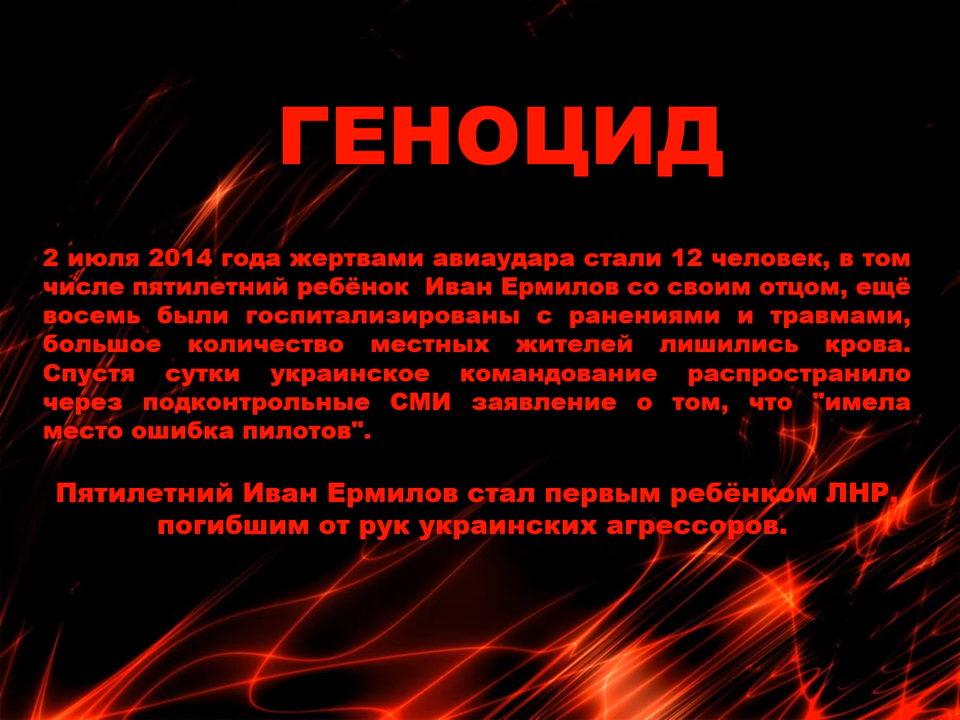 ГЕНОЦИД
2 июля 2014 года жертвами авиаудара стали 12 человек, в том
числе пятилетний ребёнок Иван Ермилов со своим отцом, ещё
восемь были госпитализированы с ранениями и травмами,
большое количество местных жителей лишились крова.
Спустя сутки украинское командование распространило
через подконтрольные СМИ заявление о том, что "имела
место ошибка пилотов".
Пятилетний Иван Ермилов стал первым ребёнком ЛНР,
погибшим от рук украинских агрессоров.